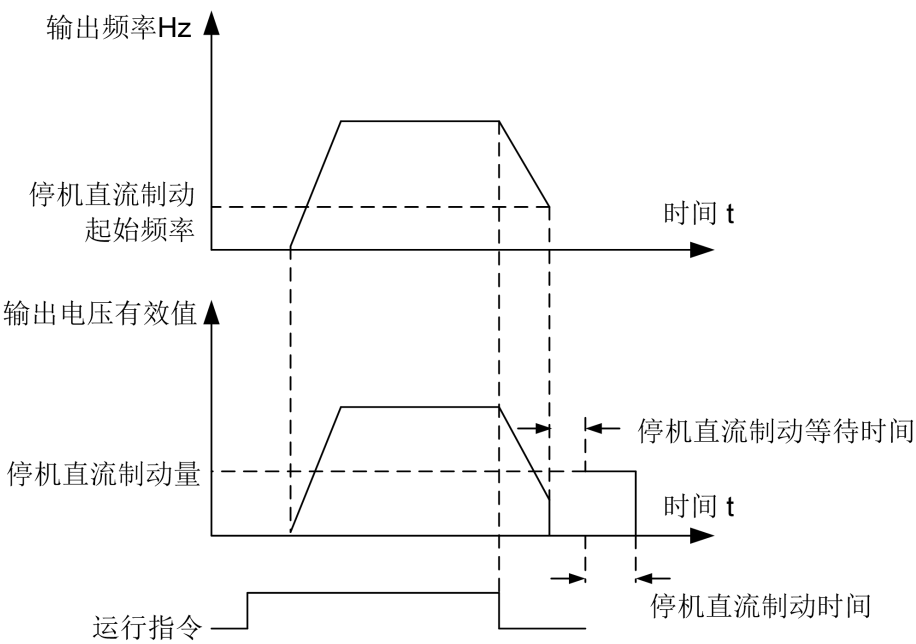 输出频率Hz
停机直流制动
起始频率
时间 t
输出电压有效值
停机直流制动等待时间
停机直流制动量
时间 t
停机直流制动时间
运行指令